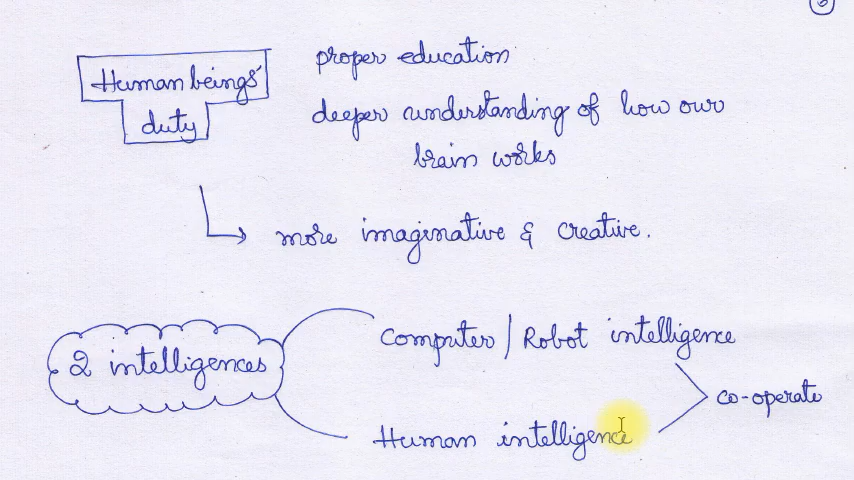 Human beings'
duty
proper education
deeper understanding of how our
brain works
more imaginative & creative.
2 intelligences
Computer / Robot intelligence
Human intelligence
co-operate